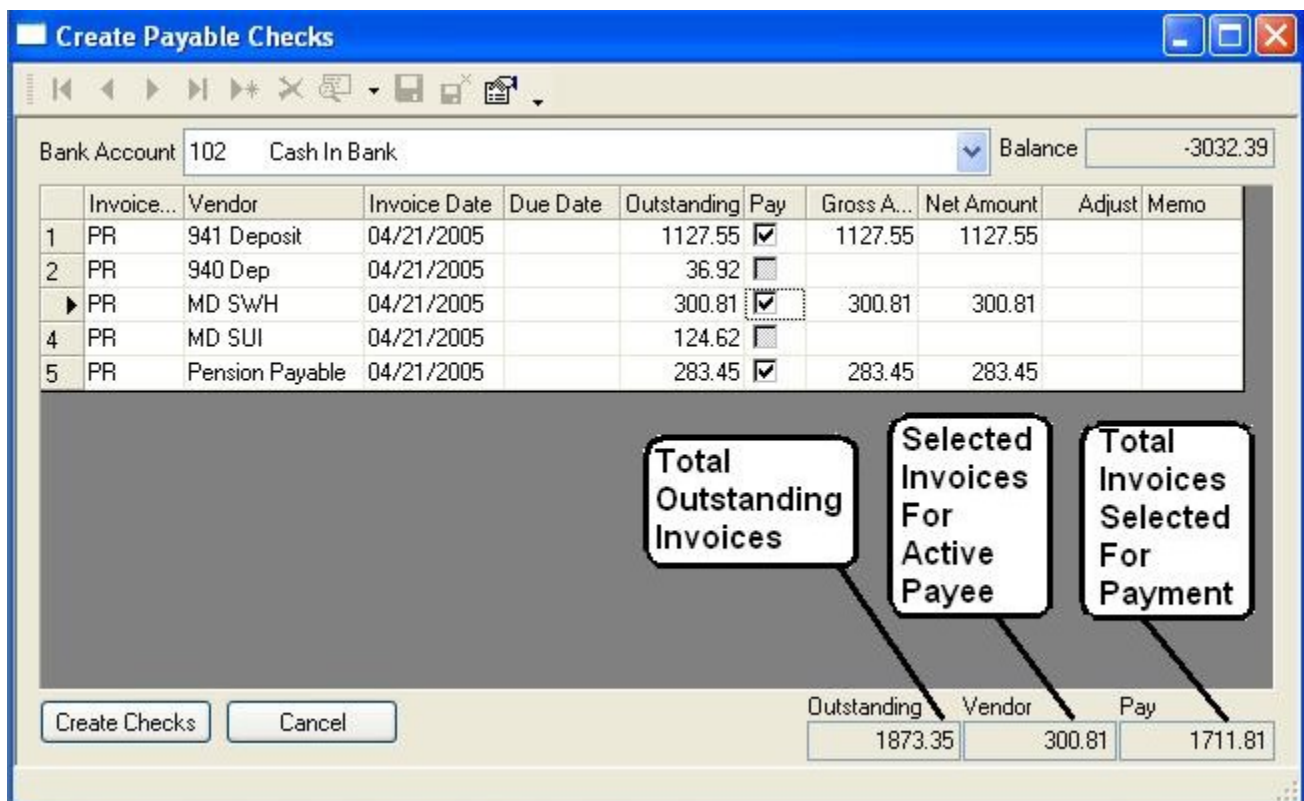 Create Payable Checks
Bank Account 102 Cash In Bank Balance -3032.39
Invoice... Vendor Invoice Date Due Date Outstanding Pay Gross A... Net Amount Adjust Memo
1 PR 941 Deposit 04/21/2005 1127.55 1127.55 1127.55
2 PR 940 Dep 04/21/2005 36.92
PR MD SWH 04/21/2005 300.81 300.81 300.81
4 PR MD SUI 04/21/2005 124.62
5 PR Pension Payable 04/21/2005 283.45 283.45 283.45
Total
Outstanding
Invoices
Selected
Invoices
For
Active
Payee
Total
Invoices
Selected
For
Payment
Create Checks Cancel
Outstanding Vendor Pay
1873.35 300.81 1711.81